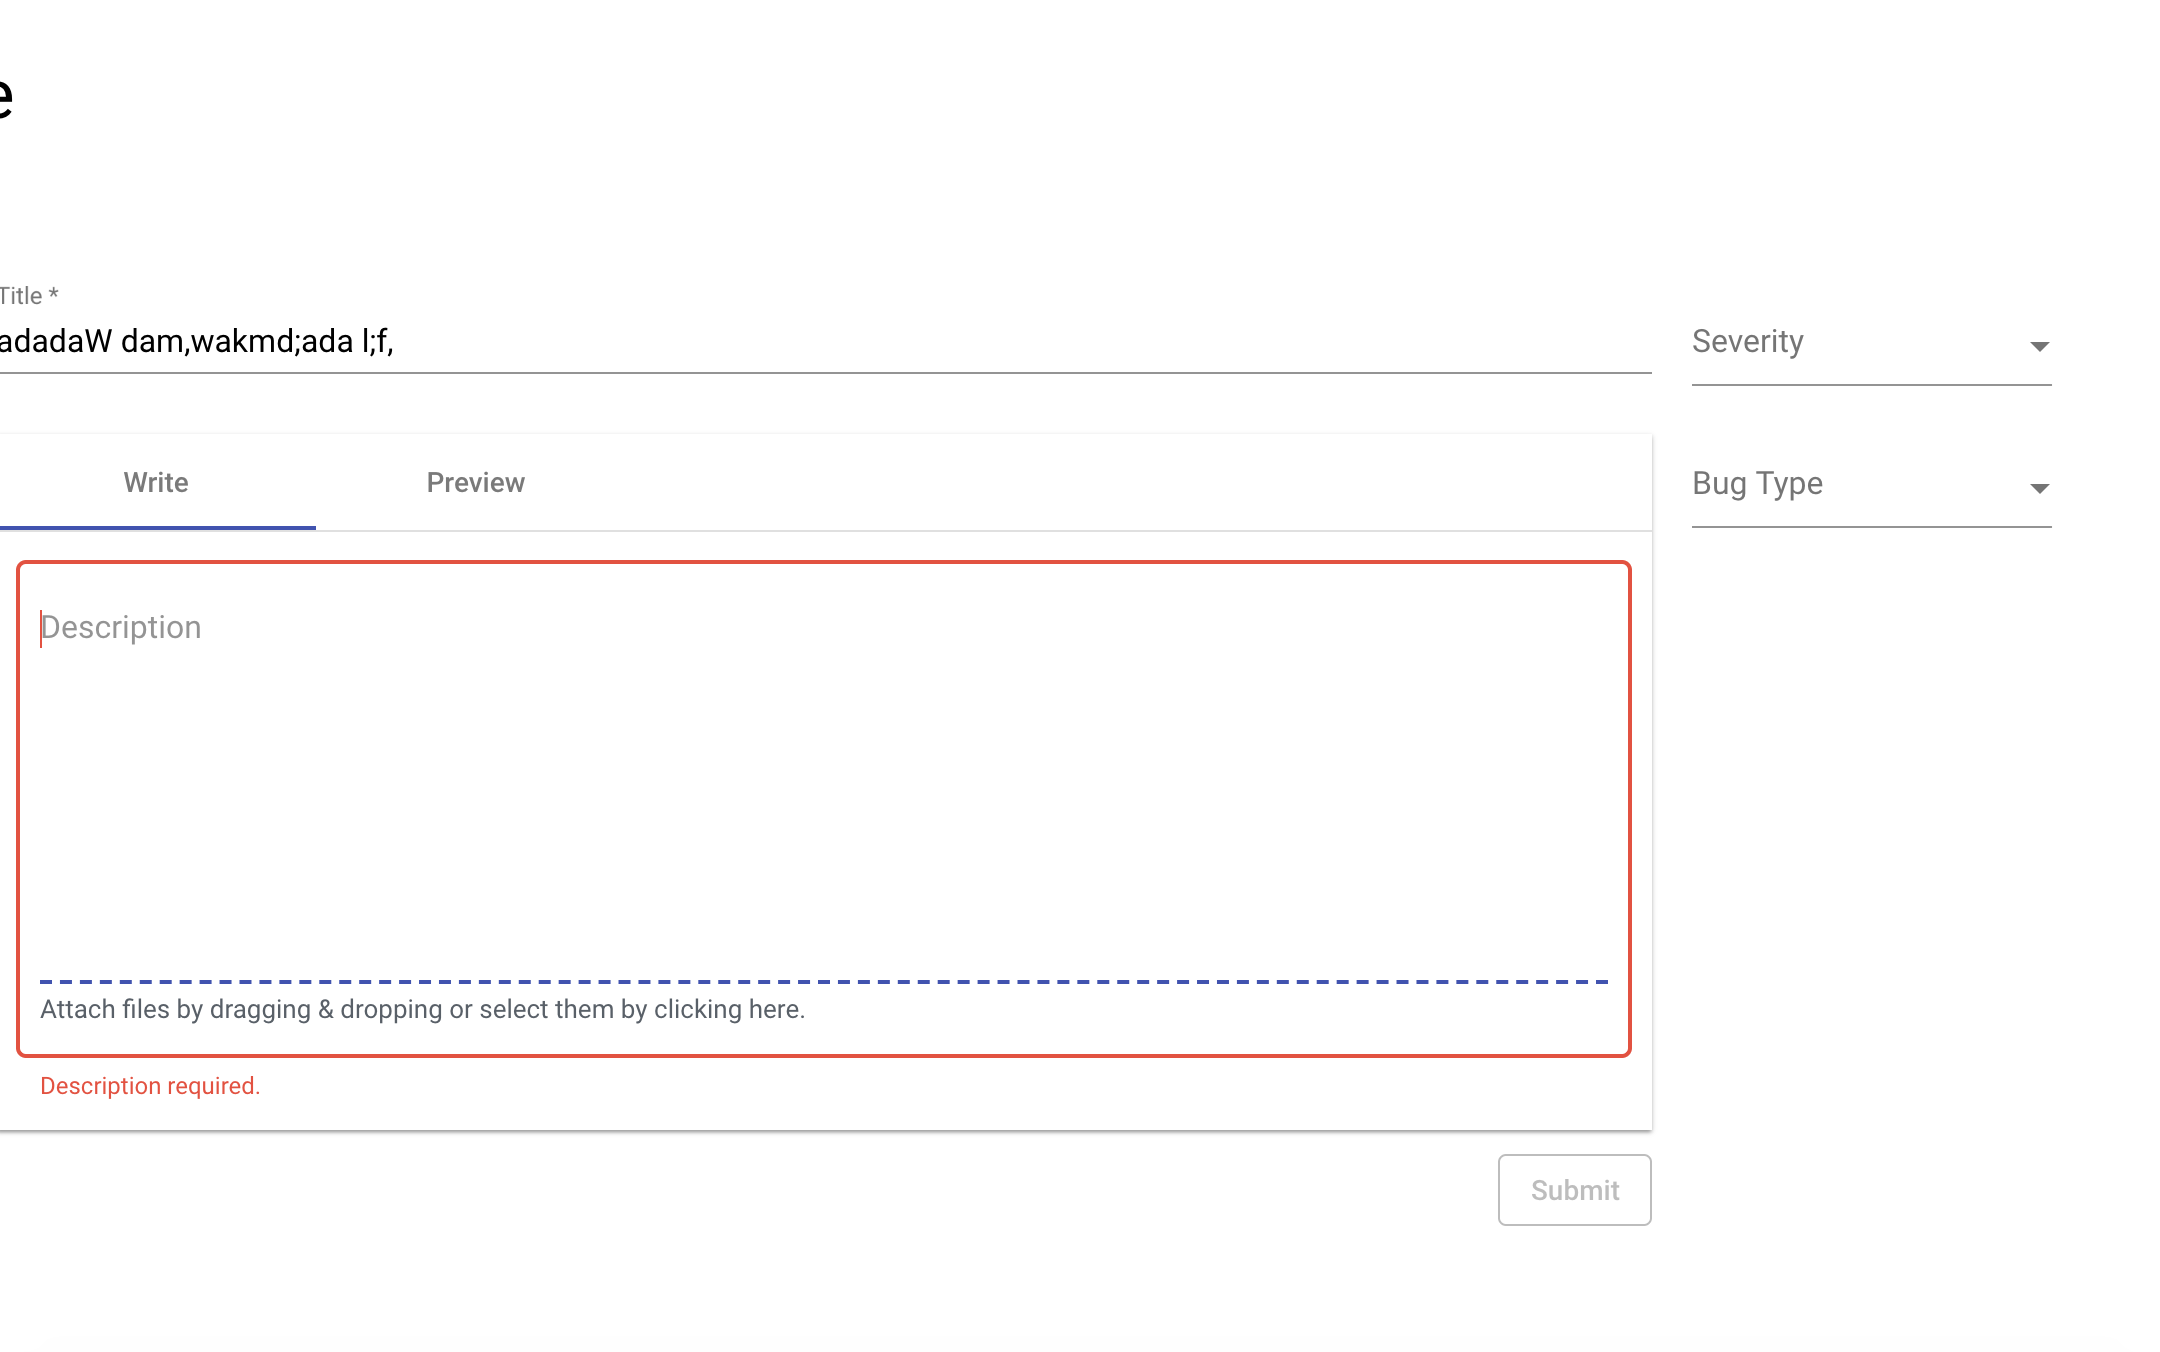 e
Title *
adadaW dam,wakmd;ada l;f,
Severity
Write
Preview
Bug Type
Description
Attach files by dragging & dropping or select them by clicking here.
Description required.
Submit